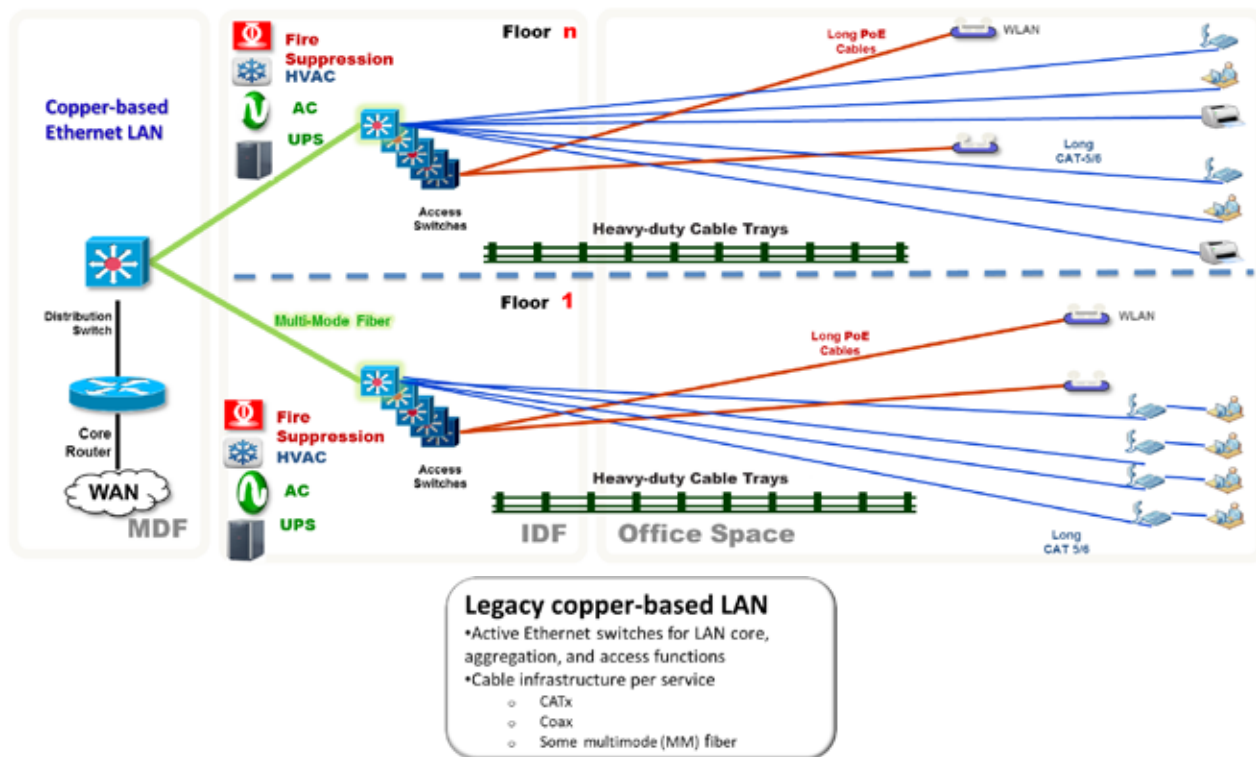 Copper-based
Ethernet LAN
Fire
Suppression
HVAC
AC
UPS
Floor n
Long PoE
Cables
WLAN
Long
CAT-5/6
Access
Switches
Heavy-duty Cable Trays
Distribution
Switch
Core
Router
WAN
MDF
Multi-Mode Fiber
Floor 1
Long PoE
Cables
WLAN
Fire
Suppression
HVAC
AC
UPS
Access
Switches
Heavy-duty Cable Trays
IDF
Office Space
Long
CAT 5/6
Legacy copper-based LAN
•Active Ethernet switches for LAN core,
aggregation, and access functions
•Cable infrastructure per service
o CATx
o Coax
o Some multimode (MM) fiber